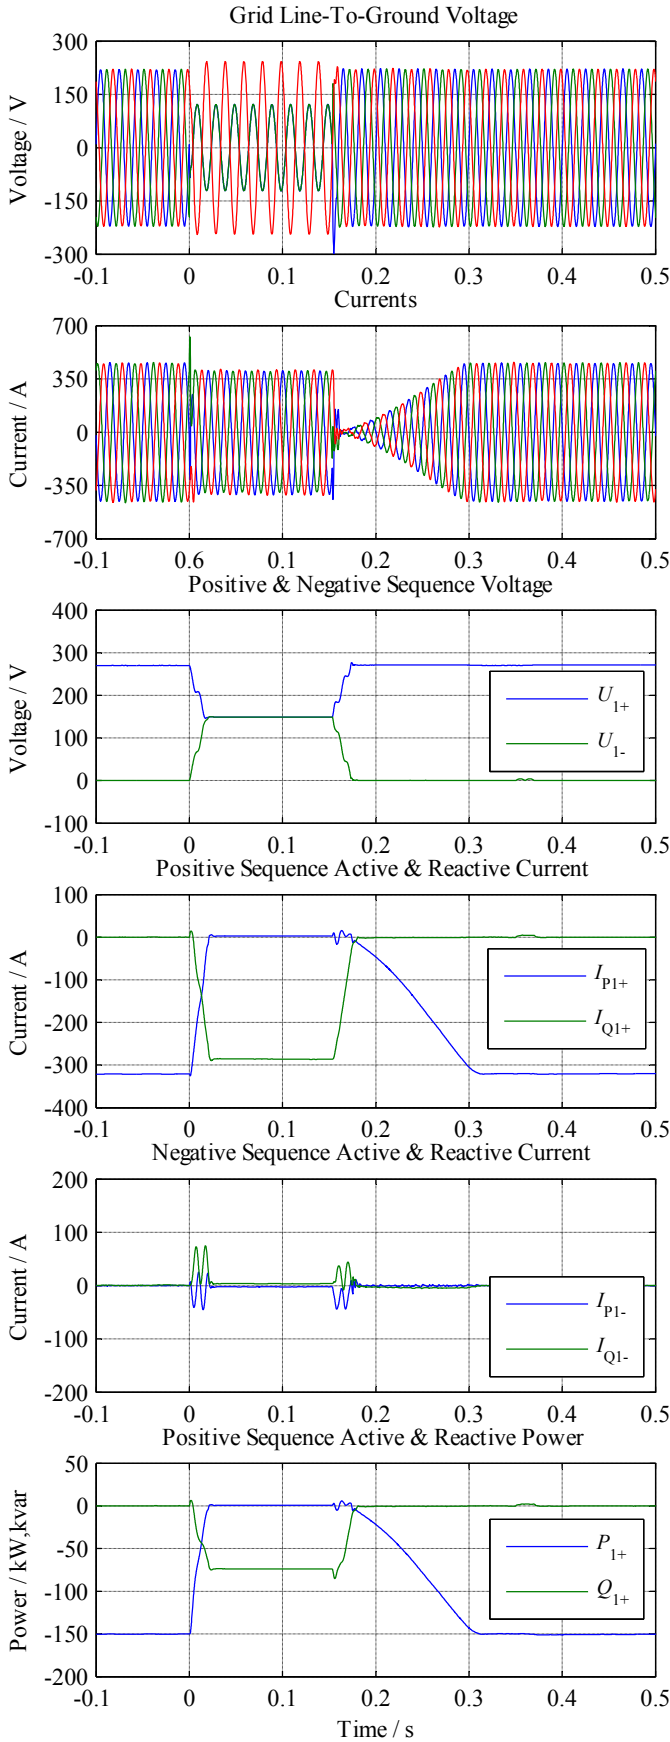 Grid Line-To-Ground Voltage
Voltage / V
300
150
0
-150
-300
-0.1 0 0.1 0.2 0.3 0.4 0.5
Currents
Current / A
700
350
0
-350
-700
-0.1 0.6 0.1 0.2 0.3 0.4 0.5
Positive & Negative Sequence Voltage
Voltage / V
400
300
200
100
0
-100
U1+
U1-
-0.1 0 0.1 0.2 0.3 0.4 0.5
Positive Sequence Active & Reactive Current
Current / A
100
0
-100
-200
-300
-400
IP1+
IQ1+
-0.1 0 0.1 0.2 0.3 0.4 0.5
Negative Sequence Active & Reactive Current
Current / A
200
100
0
-100
-200
IP1-
IQ1-
-0.1 0 0.1 0.2 0.3 0.4 0.5
Positive Sequence Active & Reactive Power
Power / kW,kvar
50
0
-50
-100
-150
-200
P1+
Q1+
-0.1 0 0.1 0.2 0.3 0.4 0.5
Time / s